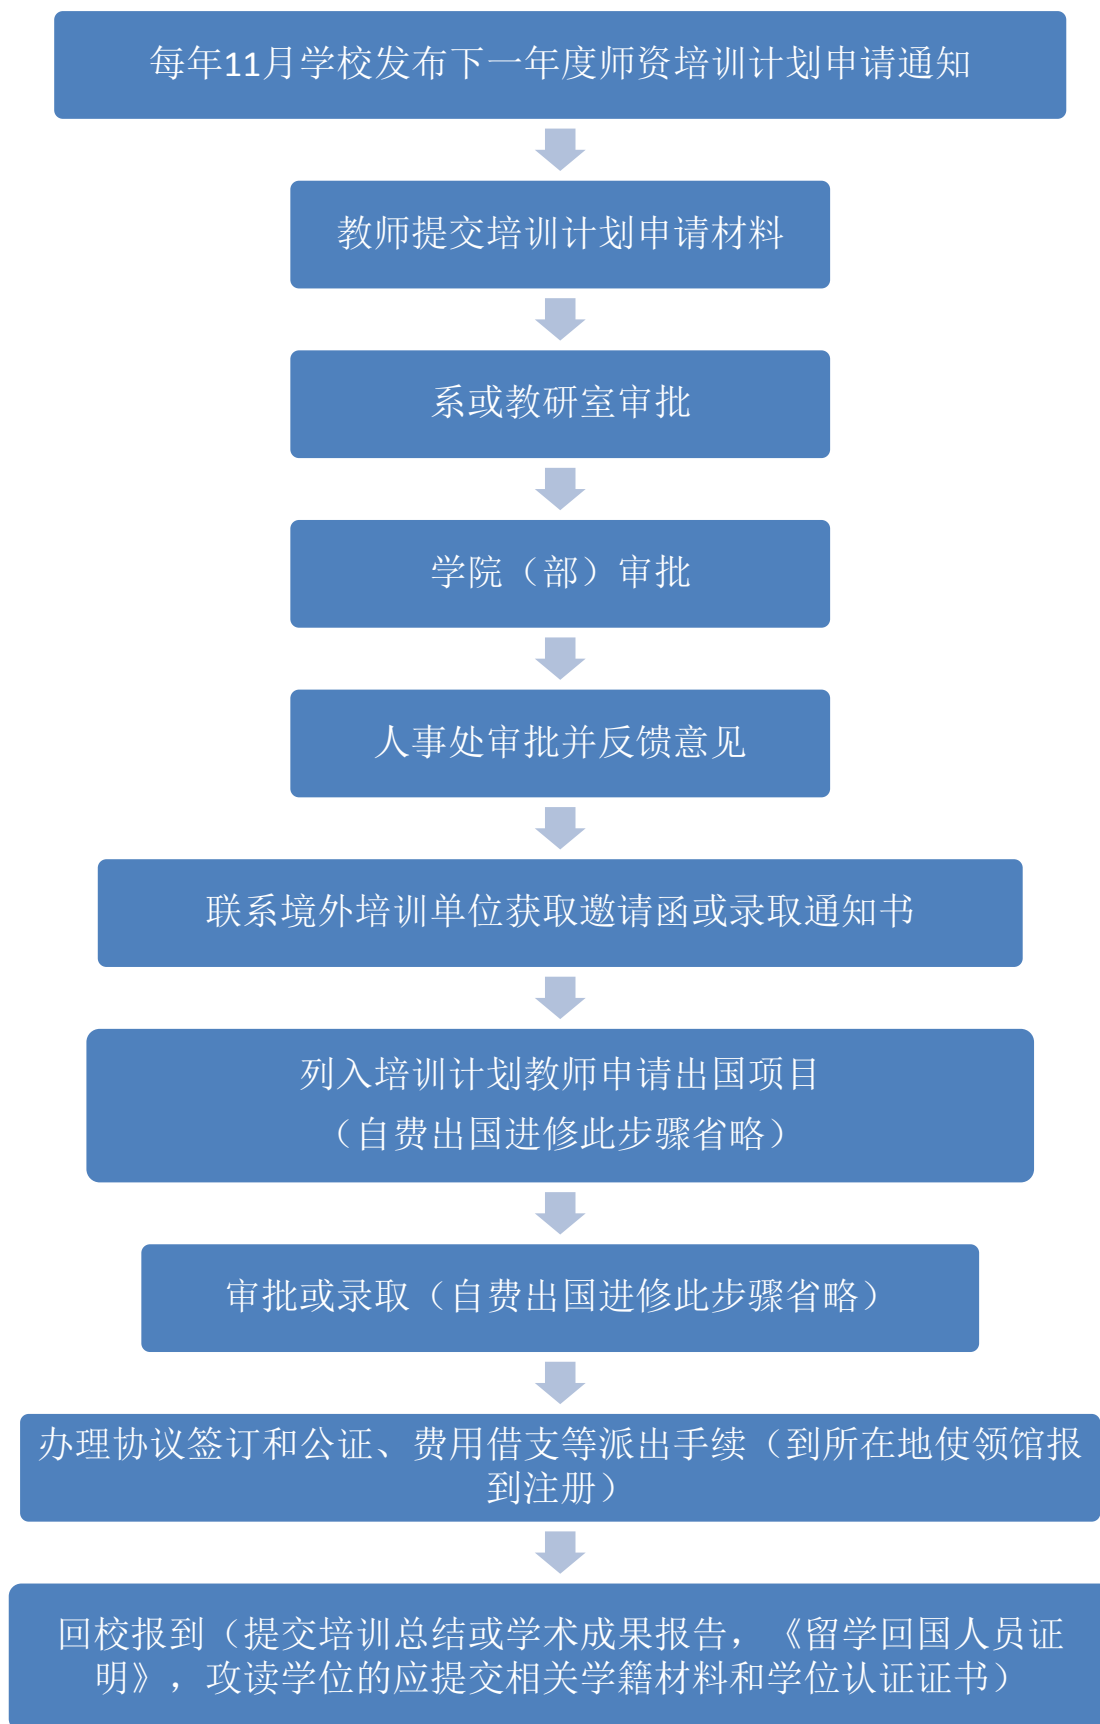 每年11月学校发布下一年度师资培训计划申请通知
教师提交培训计划申请材料
系或教研室审批
学院（部）审批
人事处审批并反馈意见
联系境外培训单位获取邀请函或录取通知书
列入培训计划教师申请出国项目
（自费出国进修此步骤省略）
审批或录取（自费出国进修此步骤省略）
办理协议签订和公证、费用借支等派出手续（到所在地使领馆报
到注册）
回校报到（提交培训总结或学术成果报告，《留学回国人员证
明》，攻读学位的应提交相关学籍材料和学位认证证书）